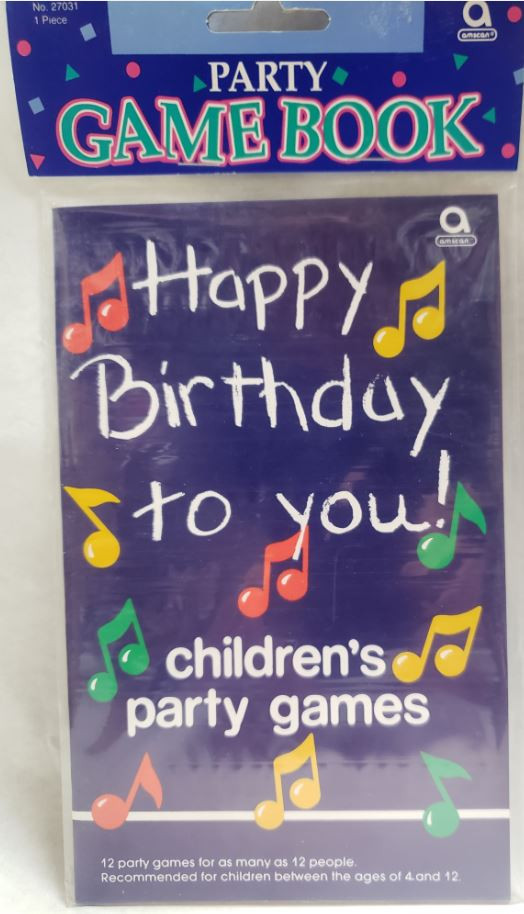 No. 27031
1 Piece
a
amscan®
PARTY
GAME BOOK
a
amscan
Happy
Birthday
to you!
children's
party games
12 party games for as many as 12 people.
Recommended for children between the ages of 4 and 12.